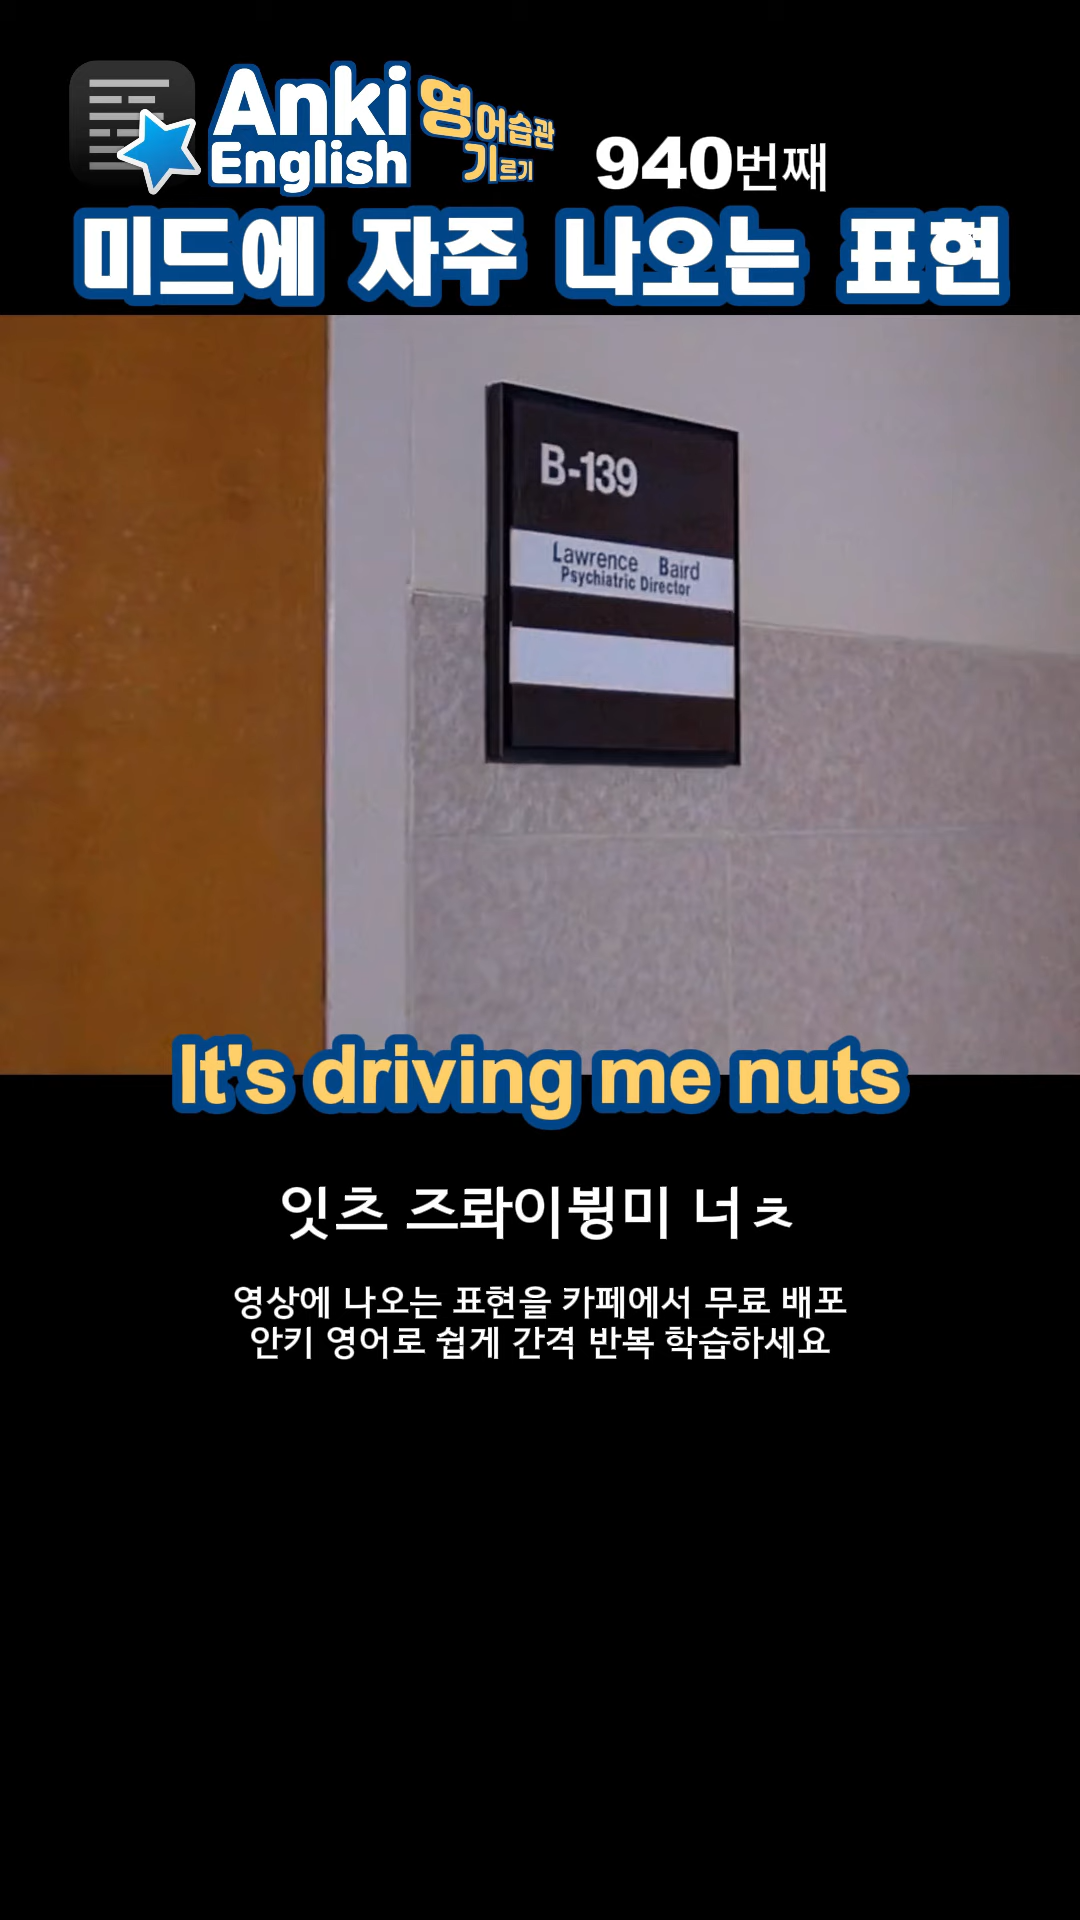 Anki
English
영어습관
기르기
940번째
미드에 자주 나오는 표현
B-139
Lawrence Baird
Psychiatric Director
It's driving me nuts
잇츠 즈롸이뷩미 너ㅊ
영상에 나오는 표현을 카페에서 무료 배포
안키 영어로 쉽게 간격 반복 학습하세요